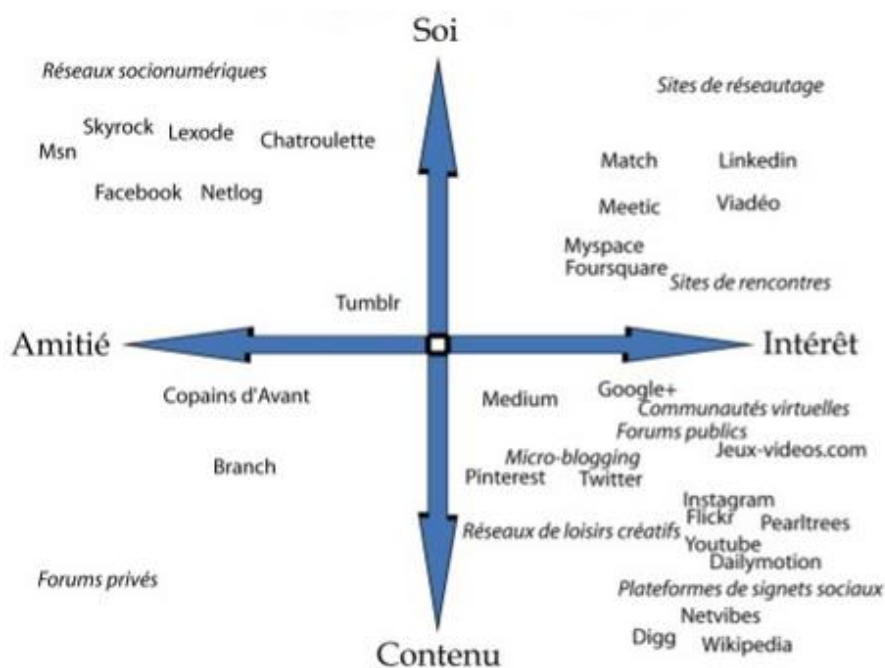 Soi
Réseaux socionumériques
Sites de réseautage
Skyrock Lexode
Msn Chatroulette
Match Linkedin
Facebook Netlog
Meetic Viadéo
Myspace
Foursquare
Sites de rencontres
Tumblr
Amitié Intérêt
Copains d'Avant Medium Google+
Communautés virtuelles
Forums publics
Jeux-videos.com
Branch Micro-blogging
Pinterest Twitter
Instagram
Flickr Pearltrees
Réseaux de loisirs créatifs
Youtube
Dailymotion
Forums privés Plateformes de signets sociaux
Netvibes
Digg Wikipedia
Contenu